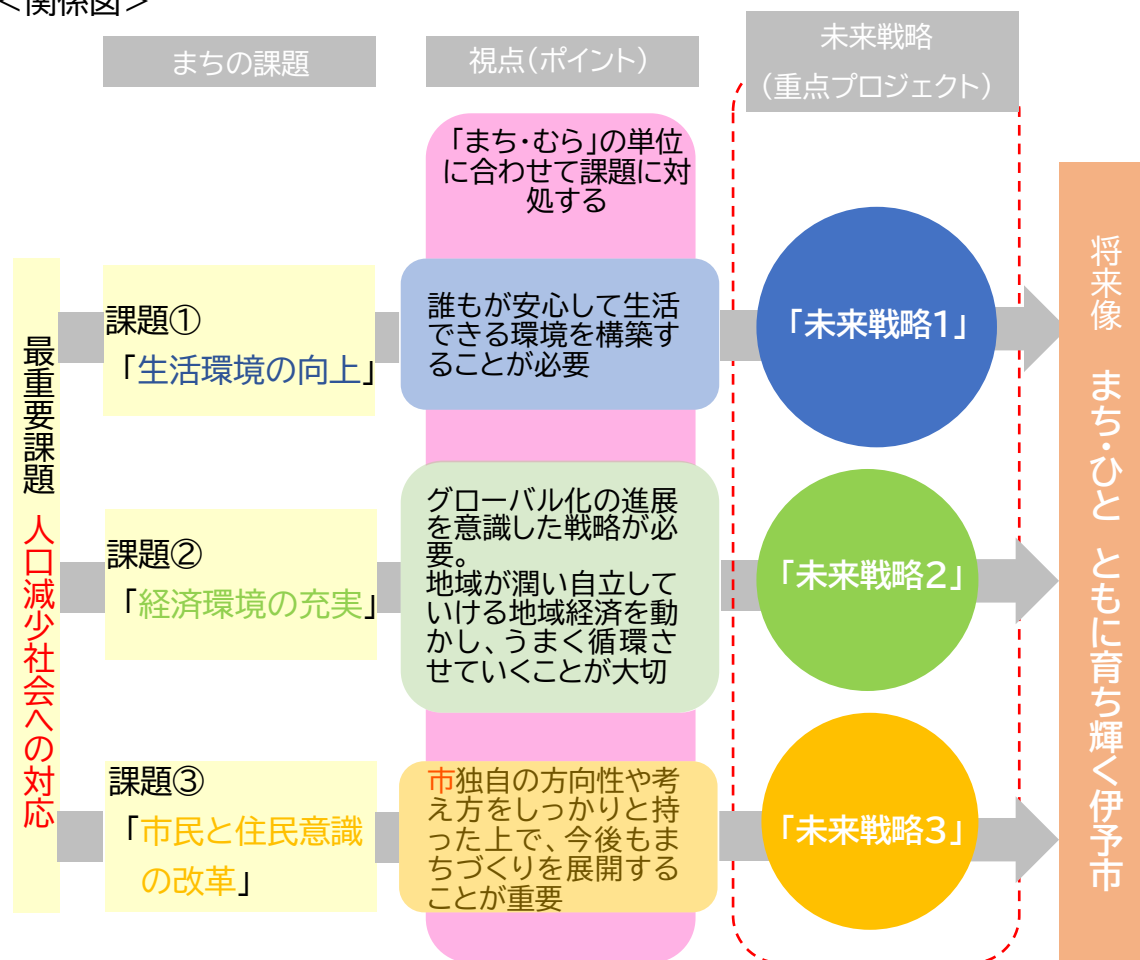 ＜関係図＞
まちの課題
視点（ポイント）
未来戦略
（重点プロジェクト）
「まち・むら」の単位
に合わせて課題に対
処する
最重要課題　人口減少社会への対応
課題①
「生活環境の向上」
誰もが安心して生活
できる環境を構築す
ることが必要
「未来戦略１」
課題②
「経済環境の充実」
グローバル化の進展
を意識した戦略が必
要。
地域が潤い自立して
いける地域経済を動
かし、うまく循環さ
せていくことが大切
「未来戦略２」
課題③
「市民と住民意識
の改革」
市独自の方向性や考
え方をしっかりと持
った上で、今後もま
ちづくりを展開する
ことが重要
「未来戦略３」
将来像　まち・ひと　ともに育ち輝く伊予市